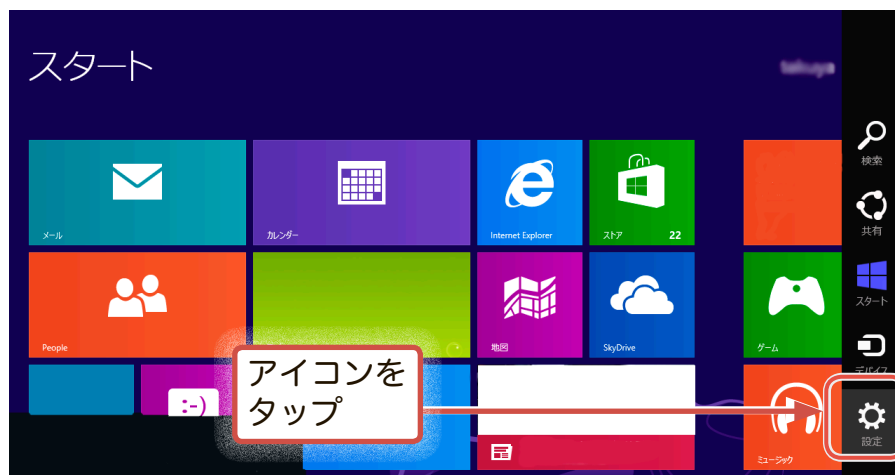 スタート
検索
共有
スタート
デバイス
設定
メール
カレンダー
Internet Explorer
ストア
22
People
地図
SkyDrive
ゲーム
アイコンを
タップ
:-)
ミュージック